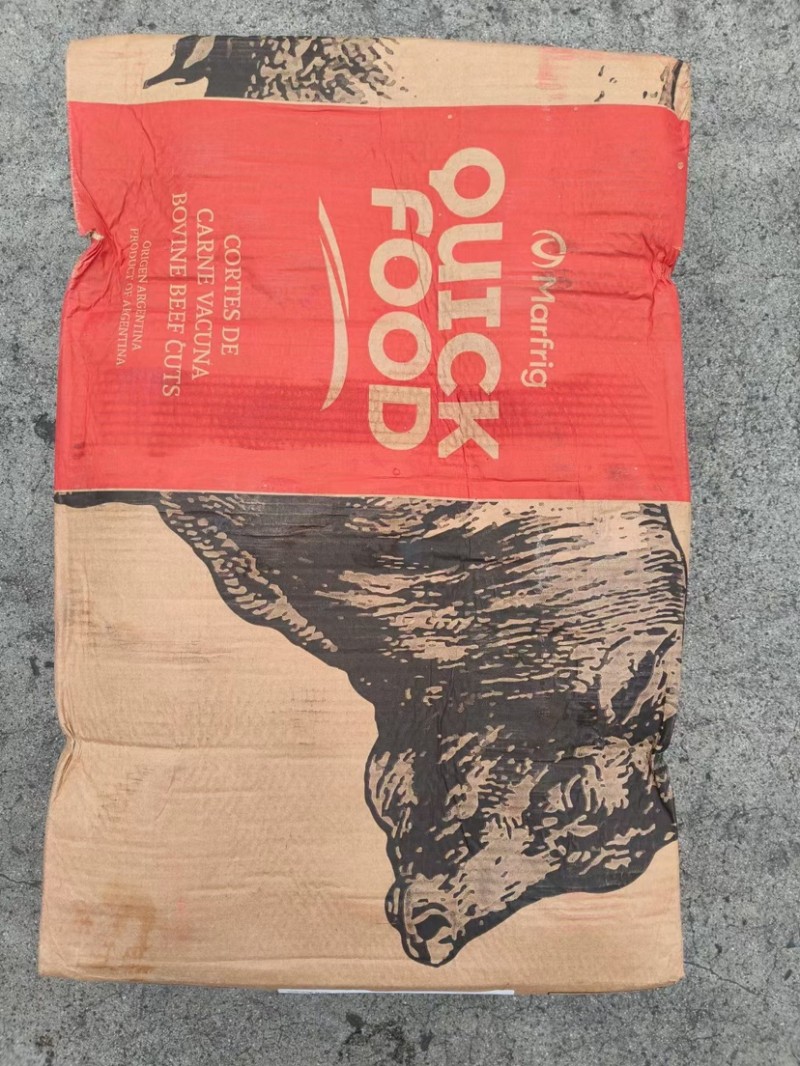 Marfrig
QUICK
FOOD
CORTES DE
CARNE VACUNA
BOVINE BEEF CUTS
ORIGEN ARGENTINA
PRODUCT OF ARGENTINA